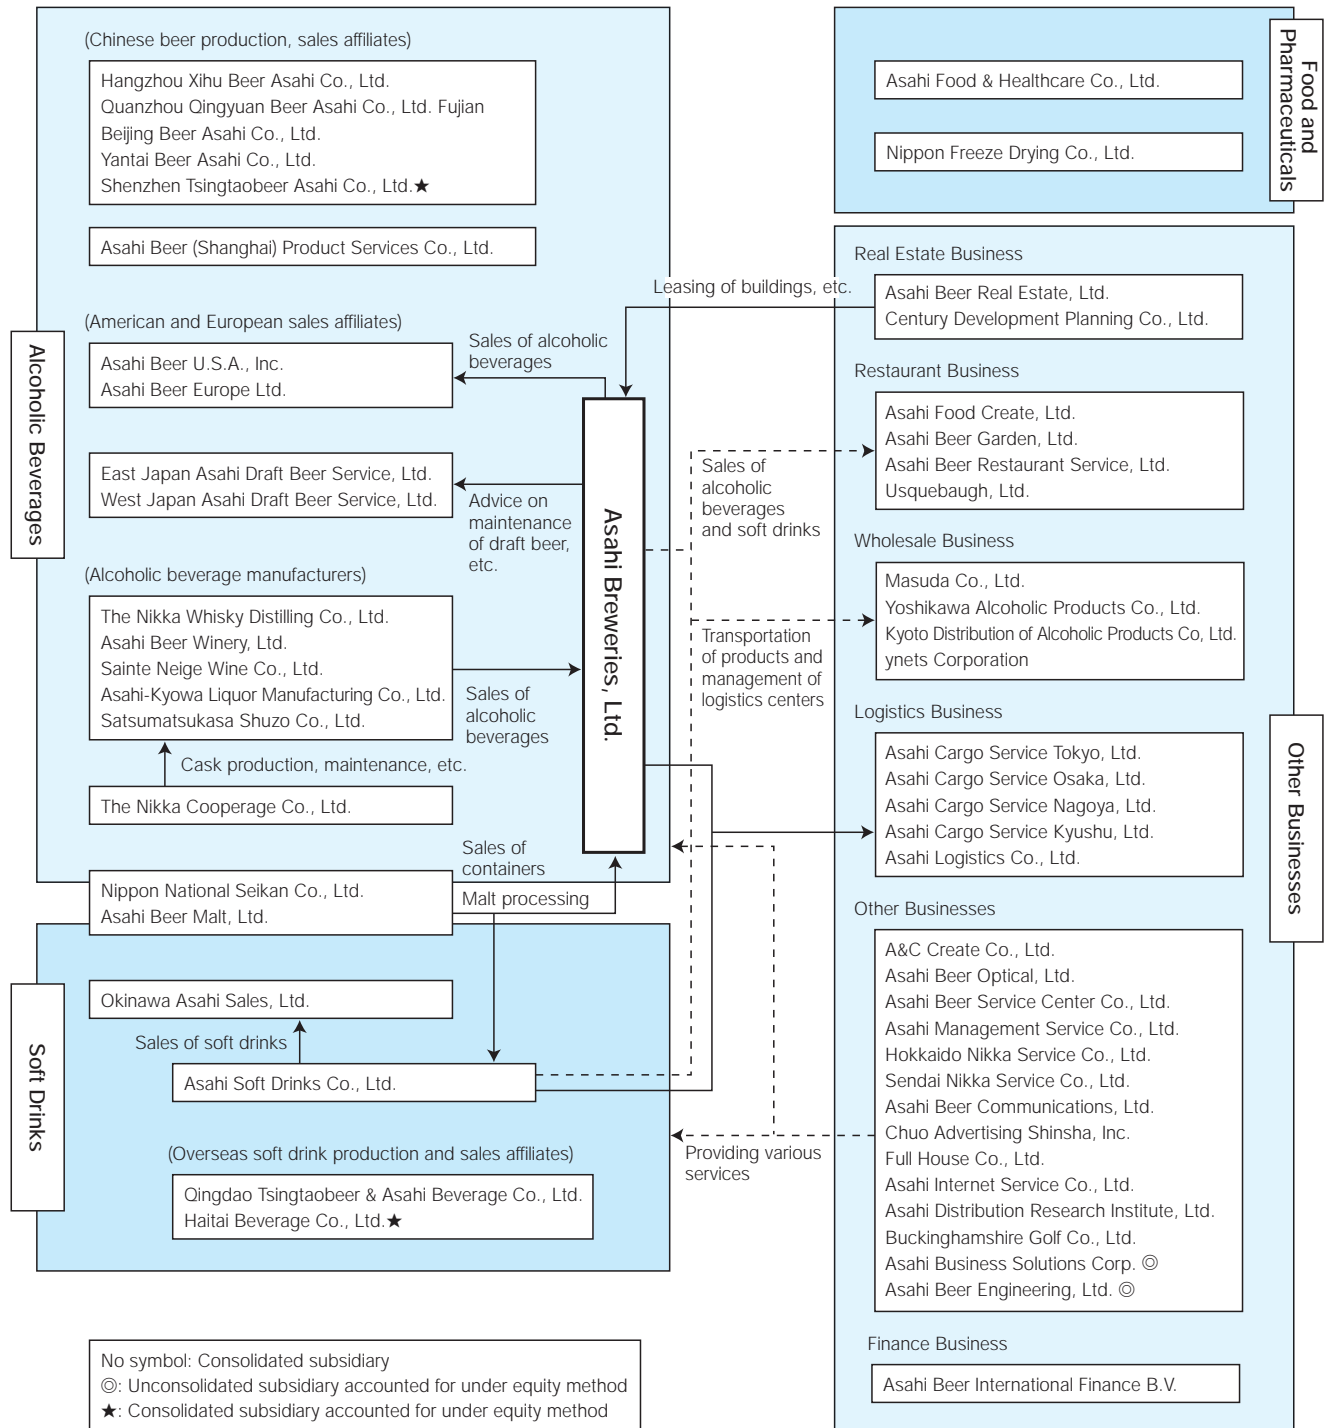 (Chinese beer production, sales affiliates)
Hangzhou Xihu Beer Asahi Co., Ltd.
Quanzhou Qingyuan Beer Asahi Co., Ltd. Fujian
Beijing Beer Asahi Co., Ltd.
Yantai Beer Asahi Co., Ltd.
Shenzhen Tsingtaobeer Asahi Co., Ltd.★
Asahi Beer (Shanghai) Product Services Co., Ltd.
(American and European sales affiliates)
Asahi Beer U.S.A., Inc.
Asahi Beer Europe Ltd.
Sales of alcoholic
beverages
East Japan Asahi Draft Beer Service, Ltd.
West Japan Asahi Draft Beer Service, Ltd.
Advice on
maintenance
of draft beer,
etc.
(Alcoholic beverage manufacturers)
The Nikka Whisky Distilling Co., Ltd.
Asahi Beer Winery, Ltd.
Sainte Neige Wine Co., Ltd.
Asahi-Kyowa Liquor Manufacturing Co., Ltd.
Satsumatsukasa Shuzo Co., Ltd.
Sales of
alcoholic
beverages
Cask production, maintenance, etc.
The Nikka Cooperage Co., Ltd.
Alcoholic Beverages
Asahi Breweries, Ltd.
Sales of
containers
Malt processing
Nippon National Seikan Co., Ltd.
Asahi Beer Malt, Ltd.
Okinawa Asahi Sales, Ltd.
Sales of soft drinks
Asahi Soft Drinks Co., Ltd.
(Overseas soft drink production and sales affiliates)
Qingdao Tsingtaobeer & Asahi Beverage Co., Ltd.
Haitai Beverage Co., Ltd.★
Soft Drinks
Leasing of buildings, etc.
Sales of
alcoholic
beverages
and soft drinks
Transportation
of products and
management of
logistics centers
Providing various
services
Asahi Food & Healthcare Co., Ltd.
Nippon Freeze Drying Co., Ltd.
Food and
Pharmaceuticals
Real Estate Business
Asahi Beer Real Estate, Ltd.
Century Development Planning Co., Ltd.
Restaurant Business
Asahi Food Create, Ltd.
Asahi Beer Garden, Ltd.
Asahi Beer Restaurant Service, Ltd.
Usquebaugh, Ltd.
Wholesale Business
Masuda Co., Ltd.
Yoshikawa Alcoholic Products Co., Ltd.
Kyoto Distribution of Alcoholic Products Co, Ltd.
ynets Corporation
Logistics Business
Asahi Cargo Service Tokyo, Ltd.
Asahi Cargo Service Osaka, Ltd.
Asahi Cargo Service Nagoya, Ltd.
Asahi Cargo Service Kyushu, Ltd.
Asahi Logistics Co., Ltd.
Other Businesses
A&C Create Co., Ltd.
Asahi Beer Optical, Ltd.
Asahi Beer Service Center Co., Ltd.
Asahi Management Service Co., Ltd.
Hokkaido Nikka Service Co., Ltd.
Sendai Nikka Service Co., Ltd.
Asahi Beer Communications, Ltd.
Chuo Advertising Shinsha, Inc.
Full House Co., Ltd.
Asahi Internet Service Co., Ltd.
Asahi Distribution Research Institute, Ltd.
Buckinghamshire Golf Co., Ltd.
Asahi Business Solutions Corp. ◎
Asahi Beer Engineering, Ltd. ◎
Finance Business
Asahi Beer International Finance B.V.
Other Businesses
No symbol: Consolidated subsidiary
◎: Unconsolidated subsidiary accounted for under equity method
★: Consolidated subsidiary accounted for under equity method